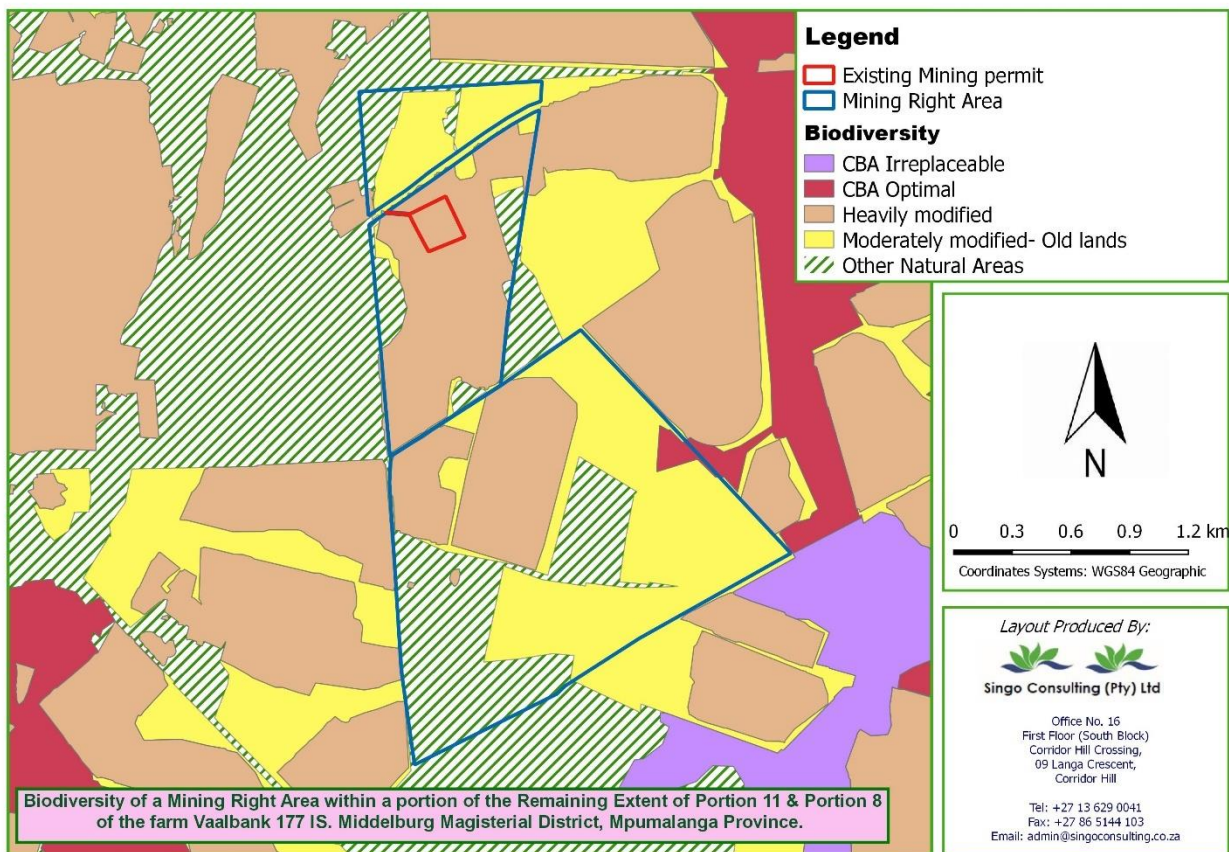 Legend
Existing Mining permit
Mining Right Area
Biodiversity
CBA Irreplaceable
CBA Optimal
Heavily modified
Moderately modified- Old lands
Other Natural Areas
N
0 0.3 0.6 0.9 1.2 km
Coordinates Systems: WGS84 Geographic
Layout Produced By:
Singo Consulting (Pty) Ltd
Office No. 16
First Floor (South Block)
Corridor Hill Crossing,
09 Langa Crescent,
Corridor Hill
Tel: +27 13 629 0041
Fax: +27 86 5144 103
Email: admin@singoconsulting.co.za
Biodiversity of a Mining Right Area within a portion of the Remaining Extent of Portion 11 & Portion 8
of the farm Vaalbank 177 IS. Middelburg Magisterial District, Mpumalanga Province.